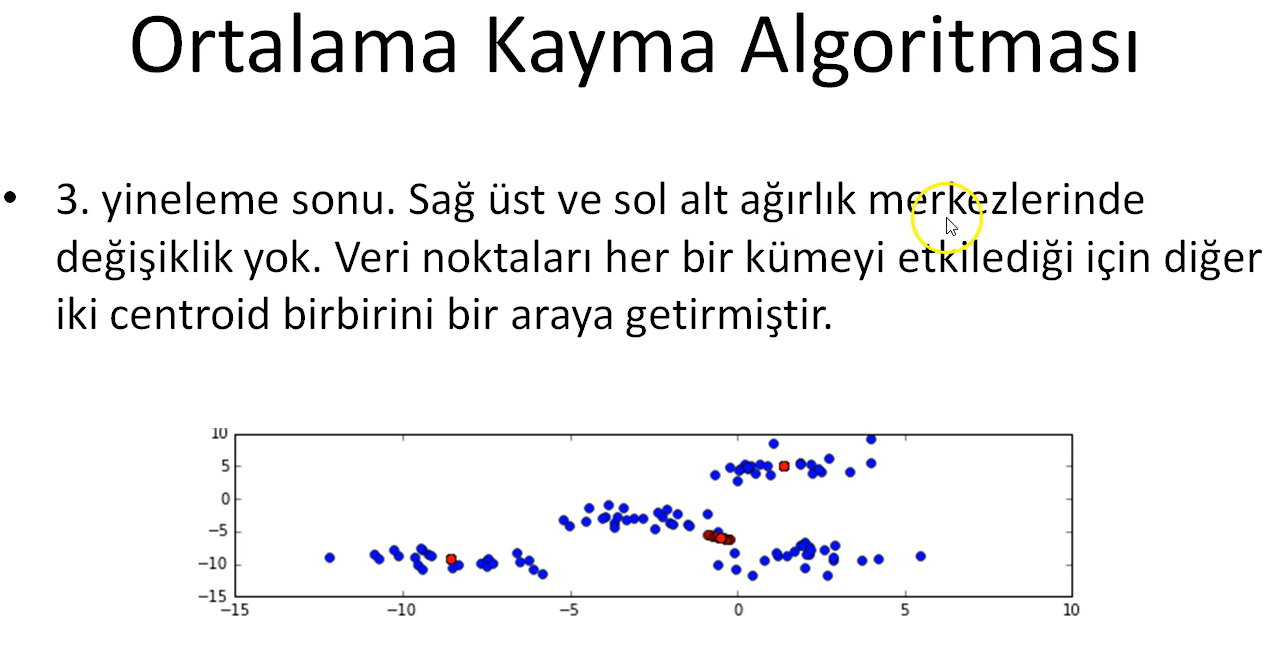 Ortalama Kayma Algoritması
• 3. yineleme sonu. Sağ üst ve sol alt ağırlık merkezlerinde
değişiklik yok. Veri noktaları her bir kümeyi etkilediği için diğer
iki centroid birbirini bir araya getirmiştir.
10
5
0
−5
−10
−15
−15 −10 −5 0 5 10